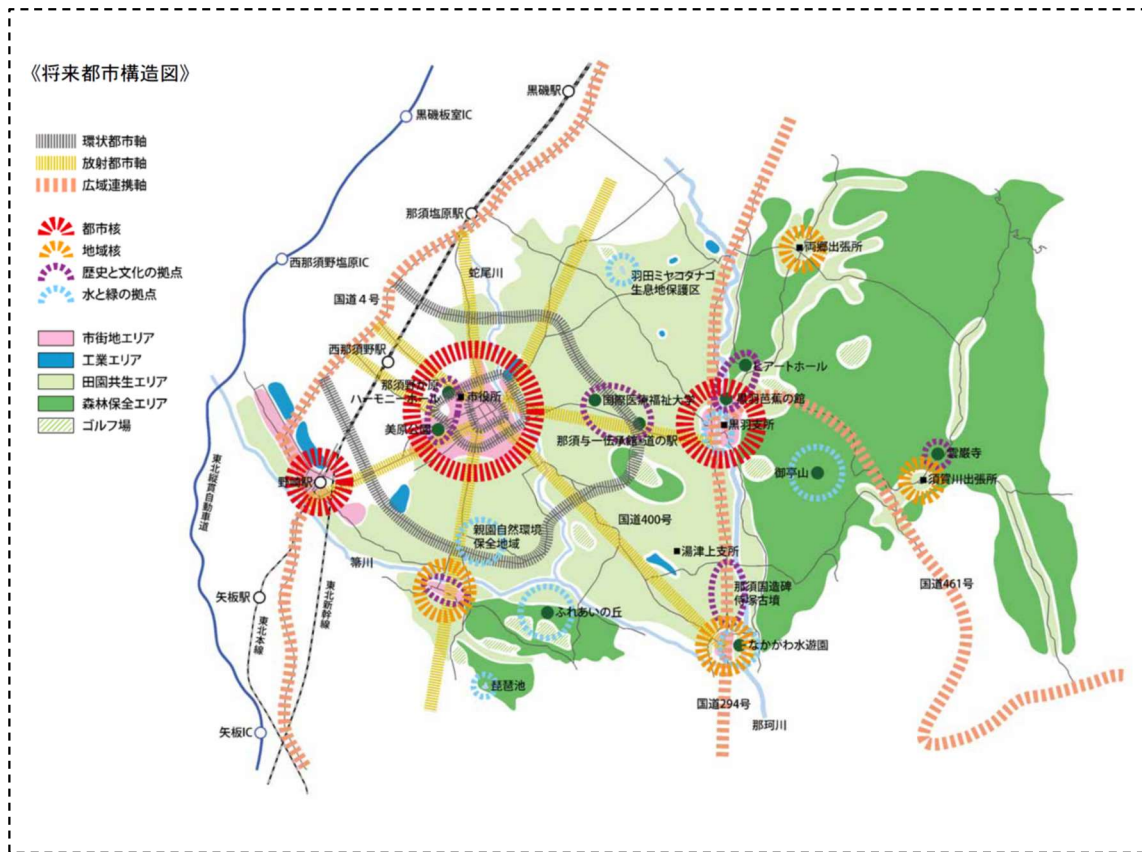 《将来都市構造図》
環状都市軸
放射都市軸
広域連携軸
都市核
地域核
歴史と文化の拠点
水と緑の拠点
市街地エリア
工業エリア
田園共生エリア
森林保全エリア
ゴルフ場
黒磯駅
黒磯板室IC
那須塩原駅
西那須野塩原IC
蛇尾川
国道4号
羽田ミヤコタナゴ
生息地保護区
両郷出張所
西那須野駅
那須野が原
ハーモニーホール
市役所
美原公園
国際医療福祉大学
那須与一伝承館・道の駅
ピアートホール
黒羽芭蕉の館
黒羽支所
御亭山
雲巌寺
須賀川出張所
野崎駅
東北縦貫自動車道
国道400号
親園自然環境
保全地域
湯津上支所
箒川
那須国造碑
侍塚古墳
国道461号
矢板駅
東北本線
東北新幹線
ふれあいの丘
なかがわ水遊園
琵琶池
国道294号
那珂川
矢板IC